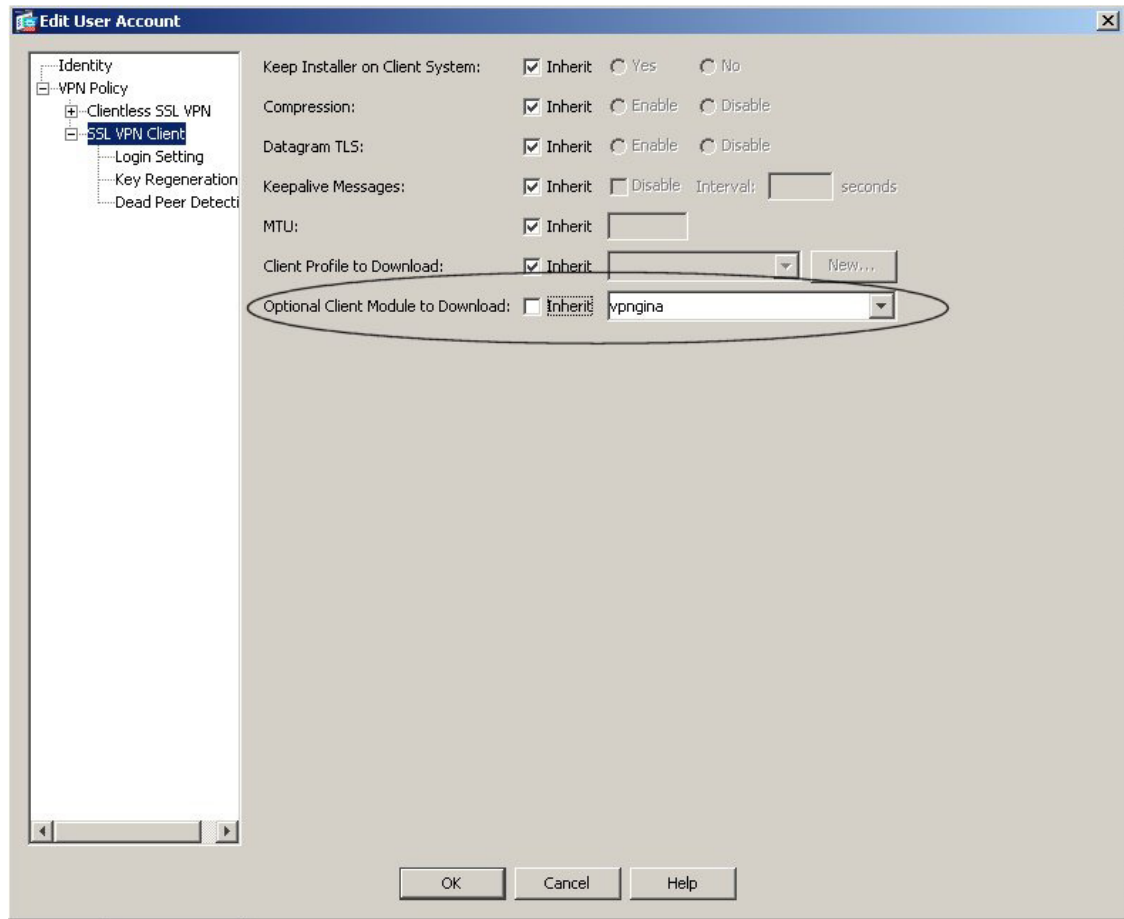 Edit User Account
Identity
VPN Policy
Clientless SSL VPN
SSL VPN Client
Login Setting
Key Regeneration
Dead Peer Detecti
Keep Installer on Client System: Inherit Yes No
Compression: Inherit Enable Disable
Datagram TLS: Inherit Enable Disable
Keepalive Messages: Inherit Disable Interval: seconds
MTU: Inherit
Client Profile to Download: Inherit New...
Optional Client Module to Download: Inherit vpngina
OK Cancel Help